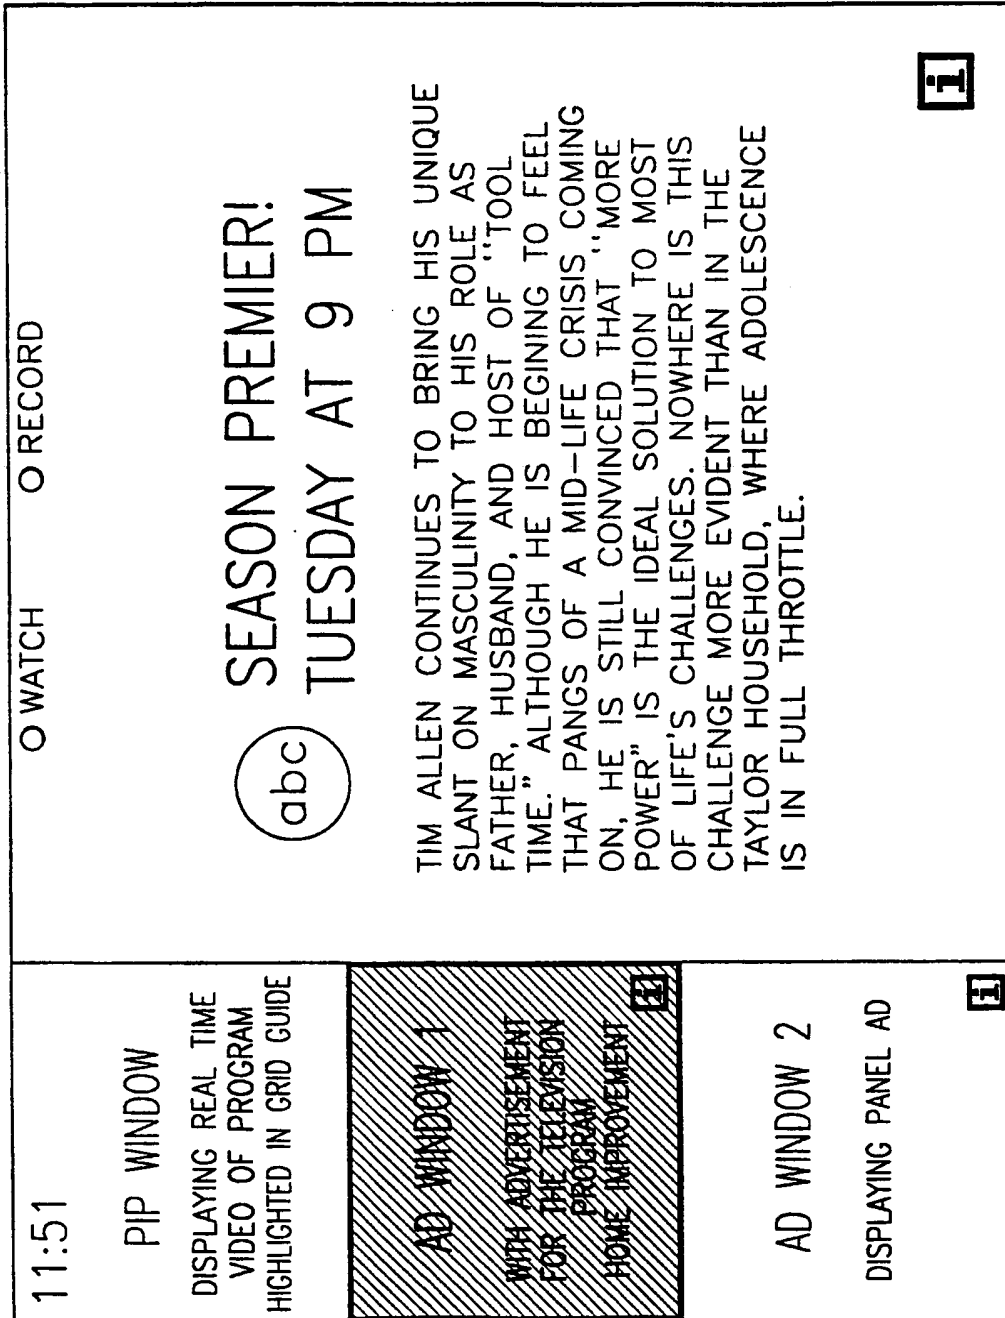 11:51
O WATCH
O RECORD
PIP WINDOW
DISPLAYING REAL TIME
VIDEO OF PROGRAM
HIGHLIGHTED IN GRID GUIDE
AD WINDOW 1
WITH ADVERTISEMENT
FOR THE TELEVISION
PROGRAM
HOME IMPROVEMENT
i
AD WINDOW 2
DISPLAYING PANEL AD
i
abc
SEASON PREMIER!
TUESDAY AT 9 PM
TIM ALLEN CONTINUES TO BRING HIS UNIQUE
SLANT ON MASCULINITY TO HIS ROLE AS
FATHER, HUSBAND, AND HOST OF "TOOL
TIME." ALTHOUGH HE IS BEGINING TO FEEL
THAT PANGS OF A MID-LIFE CRISIS COMING
ON, HE IS STILL CONVINCED THAT "MORE
POWER" IS THE IDEAL SOLUTION TO MOST
OF LIFE'S CHALLENGES. NOWHERE IS THIS
CHALLENGE MORE EVIDENT THAN IN THE
TAYLOR HOUSEHOLD, WHERE ADOLESCENCE
IS IN FULL THROTTLE.
i